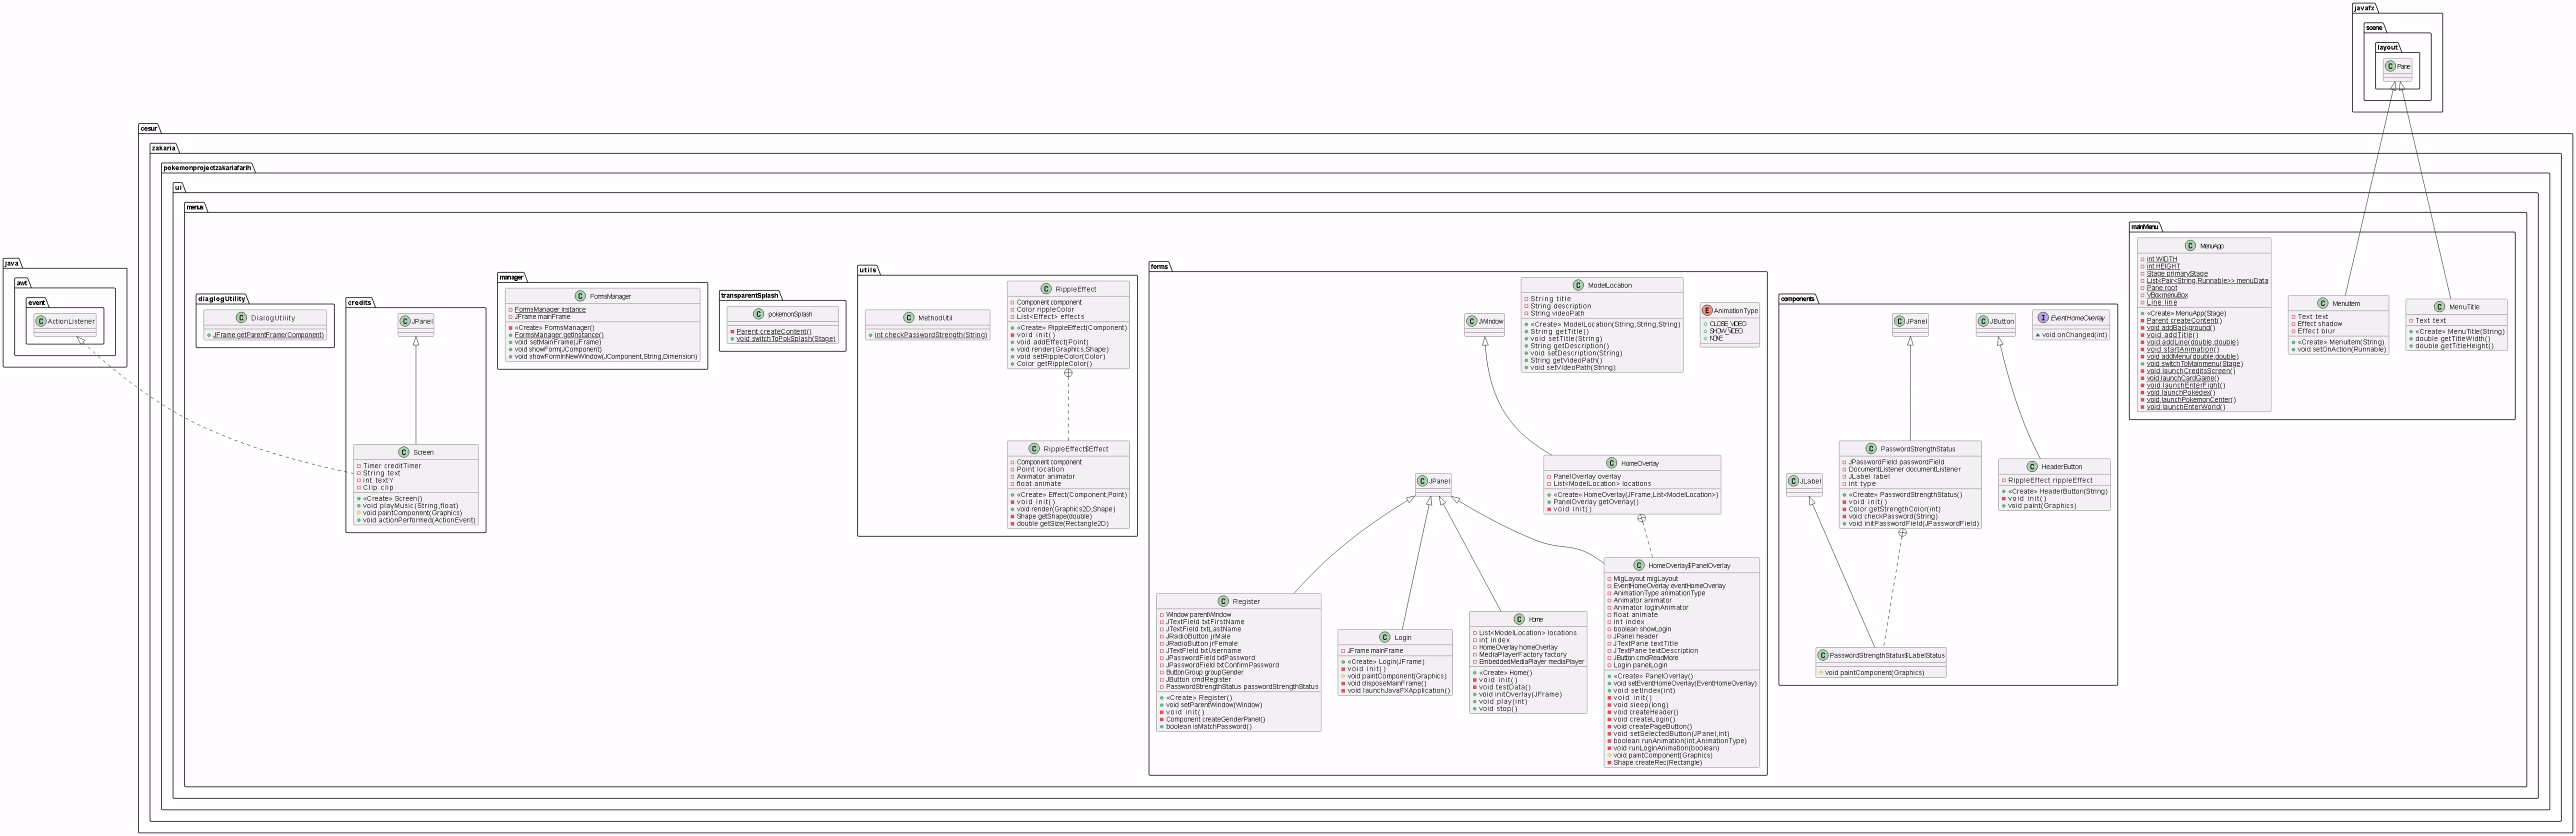 javafx
scene
layout
C Pane
cesur
zakaria
pokemonprojectzakariafarih
ui
menus
java
awt
event
C ActionListener
diaglogUtility
C DialogUtility
JFrame getParentFrame(Component)
credits
C JPanel
C Screen
Timer creditTimer
String text
int textY
Clip clip
«Create» Screen()
void playMusic(String,float)
void paintComponent(Graphics)
void actionPerformed(ActionEvent)
manager
C FormsManager
FormsManager instance
JFrame mainFrame
«Create» FormsManager()
FormsManager getInstance()
void setMainFrame(JFrame)
void showForm(JComponent)
void showFormInNewWindow(JComponent,String,Dimension)
transparentSplash
C pokemonSplash
Parent createContent()
void switchToPokSplash(Stage)
utils
C MethodUtil
int checkPasswordStrength(String)
C RippleEffect
Component component
Color rippleColor
List<Effect> effects
«Create» RippleEffect(Component)
void init()
void addEffect(Point)
void render(Graphics,Shape)
void setRippleColor(Color)
Color getRippleColor()
C RippleEffect$Effect
Component component
Point location
Animator animator
float animate
«Create» Effect(Component,Point)
void init()
void render(Graphics2D,Shape)
Shape getShape(double)
double getSize(Rectangle2D)
forms
C JWindow
C ModelLocation
String title
String description
String videoPath
«Create» ModelLocation(String,String,String)
String getTitle()
void setTitle(String)
String getDescription()
void setDescription(String)
String getVideoPath()
void setVideoPath(String)
E AnimationType
CLOSE_VIDEO
SHOW_VIDEO
NONE
C JPanel
C HomeOverlay
PanelOverlay overlay
List<ModelLocation> locations
«Create» HomeOverlay(JFrame,List<ModelLocation>)
PanelOverlay getOverlay()
void init()
C Register
Window parentWindow
JTextField txtFirstName
JTextField txtLastName
JRadioButton jrMale
JRadioButton jrFemale
JTextField txtUsername
JPasswordField txtPassword
JPasswordField txtConfirmPassword
ButtonGroup groupGender
JButton cmdRegister
PasswordStrengthStatus passwordStrengthStatus
«Create» Register()
void setParentWindow(Window)
void init()
Component createGenderPanel()
boolean isMatchPassword()
C Login
JFrame mainFrame
«Create» Login(JFrame)
void init()
void paintComponent(Graphics)
void disposeMainFrame()
void launchJavaFXApplication()
C Home
List<ModelLocation> locations
int index
HomeOverlay homeOverlay
MediaPlayerFactory factory
EmbeddedMediaPlayer mediaPlayer
«Create» Home()
void init()
void testData()
void initOverlay(JFrame)
void play(int)
void stop()
C HomeOverlay$PanelOverlay
MigLayout migLayout
EventHomeOverlay eventHomeOverlay
AnimationType animationType
Animator animator
Animator loginAnimator
float animate
int index
boolean showLogin
JPanel header
JTextPane textTitle
JTextPane textDescription
JButton cmdReadMore
Login panelLogin
«Create» PanelOverlay()
void setEventHomeOverlay(EventHomeOverlay)
void setIndex(int)
void init()
void sleep(long)
void createHeader()
void createLogin()
void createPageButton()
void setSelectedButton(JPanel,int)
boolean runAnimation(int,AnimationType)
void runLoginAnimation(boolean)
void paintComponent(Graphics)
Shape createRec(Rectangle)
components
C JPanel
C JButton
I EventHomeOverlay
void onChanged(int)
C JLabel
C PasswordStrengthStatus
JPasswordField passwordField
DocumentListener documentListener
JLabel label
int type
«Create» PasswordStrengthStatus()
void init()
Color getStrengthColor(int)
void checkPassword(String)
void initPasswordField(JPasswordField)
C HeaderButton
RippleEffect rippleEffect
«Create» HeaderButton(String)
void init()
void paint(Graphics)
C PasswordStrengthStatus$LabelStatus
void paintComponent(Graphics)
mainMenu
C MenuApp
int WIDTH
int HEIGHT
Stage primaryStage
List<Pair<String,Runnable>> menuData
Pane root
VBox menuBox
Line line
«Create» MenuApp(Stage)
Parent createContent()
void addBackground()
void addTitle()
void addLine(double,double)
void startAnimation()
void addMenu(double,double)
void switchToMainmenu(Stage)
void launchCreditsScreen()
void launchCardGame()
void launchEnterFight()
void launchPokedex()
void launchPokemonCenter()
void launchEnterWorld()
C MenuItem
Text text
Effect shadow
Effect blur
«Create» MenuItem(String)
void setOnAction(Runnable)
C MenuTitle
Text text
«Create» MenuTitle(String)
double getTitleWidth()
double getTitleHeight()